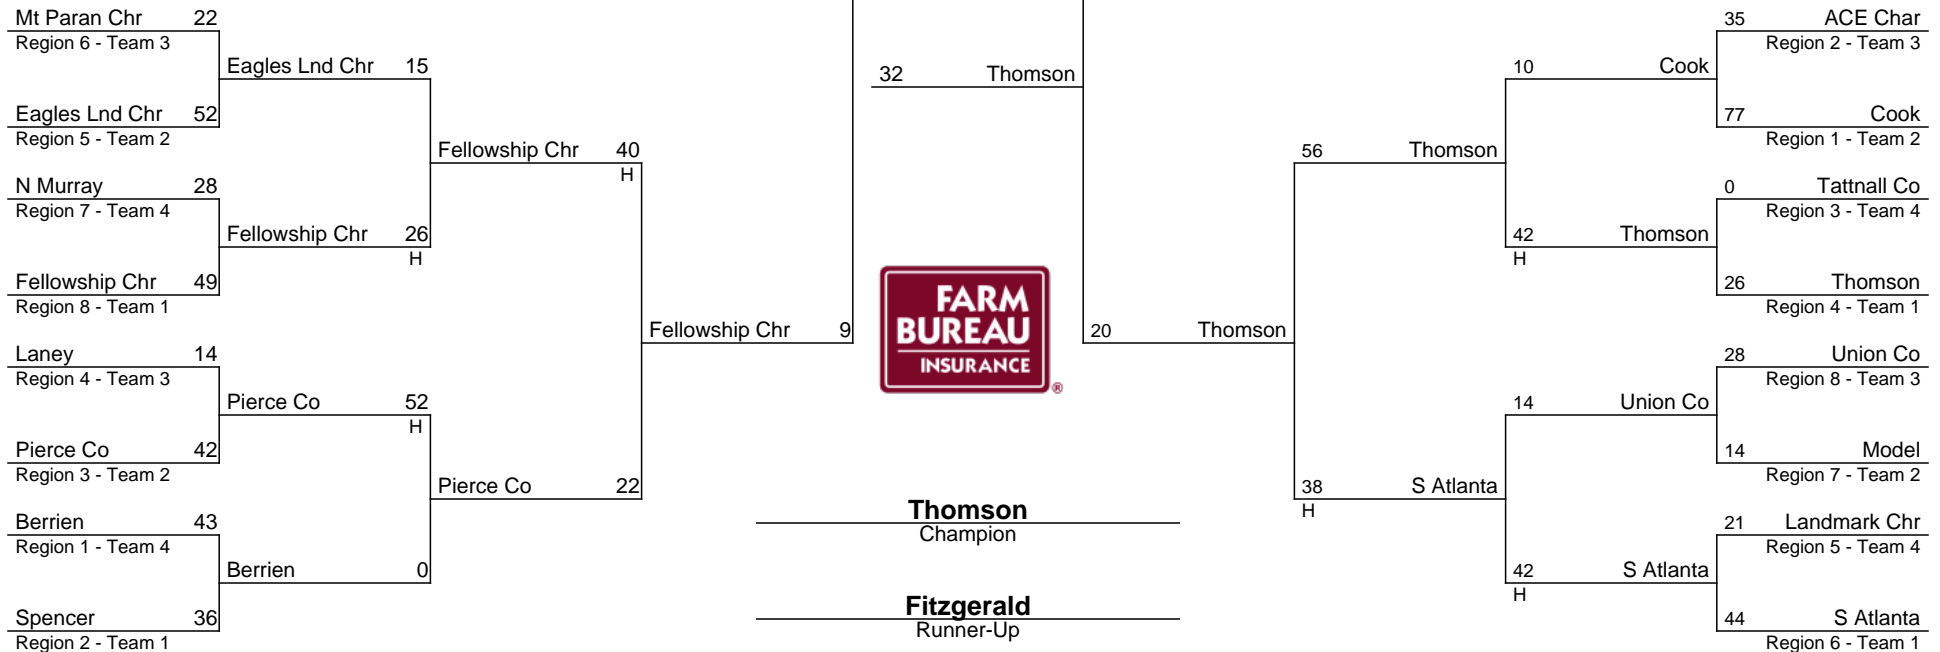 Mt Paran Chr 22
Region 6 - Team 3
Eagles Lnd Chr 15
Eagles Lnd Chr 52
Region 5 - Team 2
Fellowship Chr 40
H
N Murray 28
Region 7 - Team 4
Fellowship Chr 26
H
Fellowship Chr 49
Region 8 - Team 1
Fellowship Chr 9
Laney 14
Region 4 - Team 3
Pierce Co 52
H
Pierce Co 42
Region 3 - Team 2
Pierce Co 22
Berrien 43
Region 1 - Team 4
Berrien 0
Spencer 36
Region 2 - Team 1
32 Thomson
FARM
BUREAU
INSURANCE
®
Thomson
Champion
Fitzgerald
Runner-Up
20 Thomson
56 Thomson
38 S Atlanta
H
10 Cook
42 Thomson
H
14 Union Co
42 S Atlanta
H
35 ACE Char
Region 2 - Team 3
77 Cook
Region 1 - Team 2
0 Tattnall Co
Region 3 - Team 4
26 Thomson
Region 4 - Team 1
28 Union Co
Region 8 - Team 3
14 Model
Region 7 - Team 2
21 Landmark Chr
Region 5 - Team 4
44 S Atlanta
Region 6 - Team 1